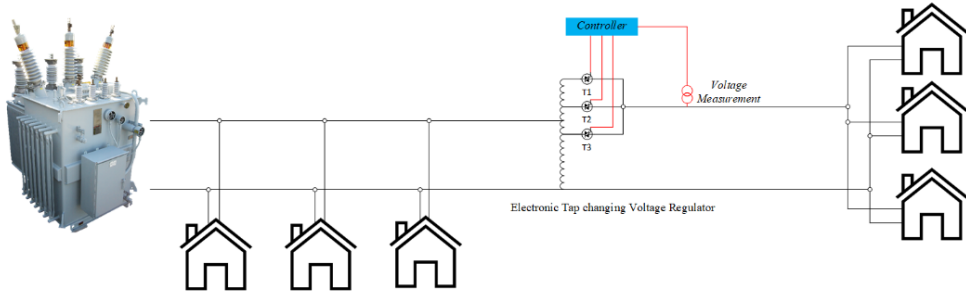 Controller
T1
Voltage
Measurement
T2
T3
Electronic Tap changing Voltage Regulator